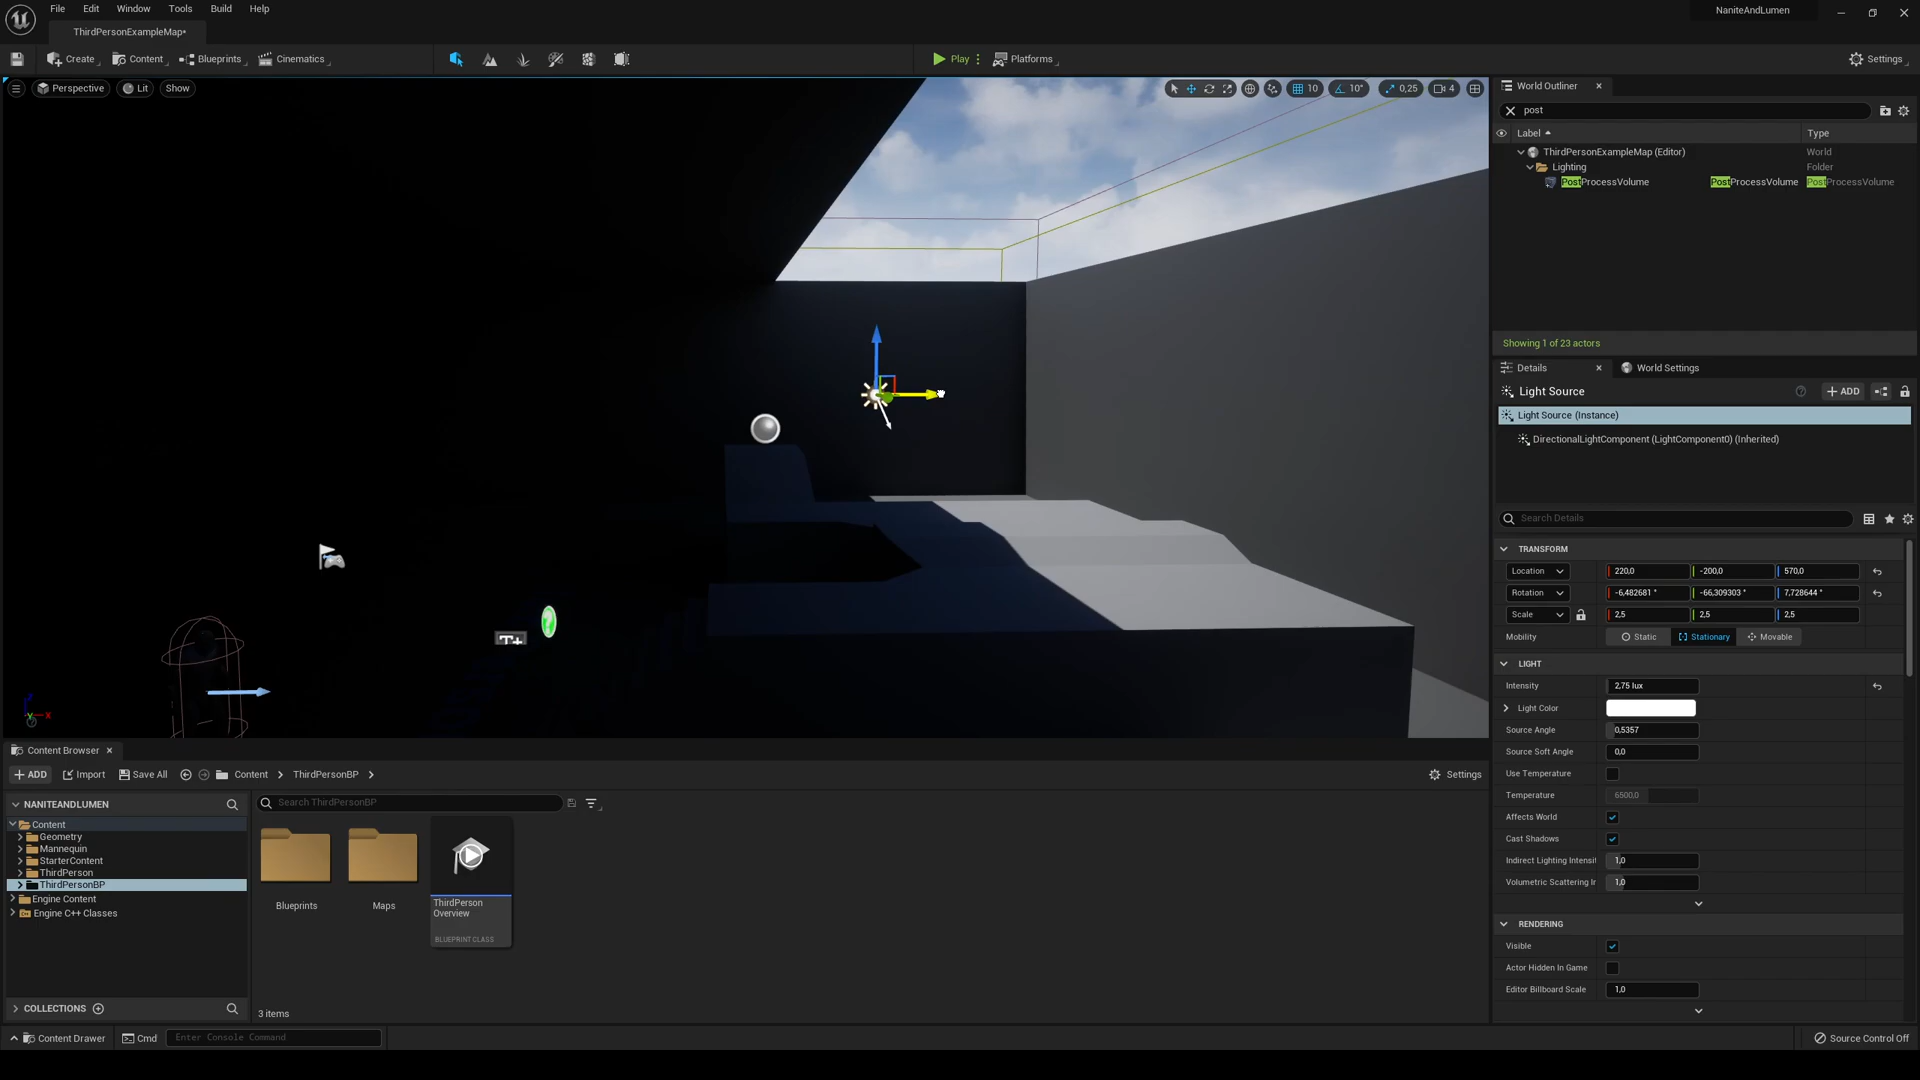 File Edit Window Tools Build Help
NaniteAndLumen
ThirdPersonExampleMap•
Create Content Blueprints Cinematics
Play Platforms Settings
Perspective Lit Show
10 10° 0,25 4
World Outliner
post
Label Type
ThirdPersonExampleMap (Editor) World
Lighting Folder
PostProcessVolume PostProcessVolume PostProcessVolume
Showing 1 of 23 actors
Details World Settings
Light Source + ADD
Light Source (Instance)
DirectionalLightComponent (LightComponent0) (Inherited)
Search Details
TRANSFORM
Location 220,0 -200,0 570,0
Rotation -6,482681 ° -66,309303 ° 7,728644 °
Scale 2,5 2,5 2,5
Mobility Static Stationary Movable
LIGHT
Intensity 2,75 lux
Light Color
Source Angle 0,5357
Source Soft Angle 0,0
Use Temperature
Temperature 6500,0
Affects World
Cast Shadows
Indirect Lighting Intensit 1,0
Volumetric Scattering Ir 1,0
RENDERING
Visible
Actor Hidden In Game
Editor Billboard Scale 1,0
T+
?
Z
Y X
Content Browser
+ ADD Import Save All Content ThirdPersonBP Settings
NANITEANDLUMEN
Search ThirdPersonBP
Content
Geometry
Mannequin
StarterContent
ThirdPerson
ThirdPersonBP
Engine Content
Engine C++ Classes
Blueprints
Maps
ThirdPerson
Overview
BLUEPRINT CLASS
COLLECTIONS
3 items
Content Drawer Cmd Enter Console Command Source Control Off